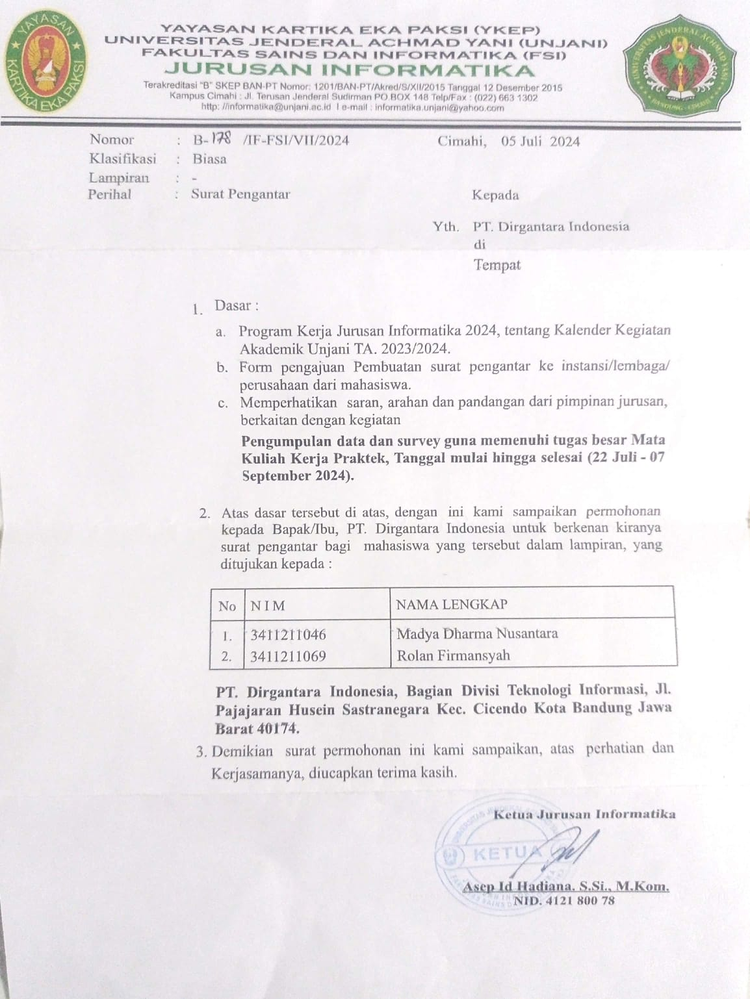 YAYASAN KARTIKA EKA PAKSI
YAYASAN KARTIKA EKA PAKSI (YKEP)
UNIVERSITAS JENDERAL ACHMAD YANI (UNJANI)
FAKULTAS SAINS DAN INFORMATIKA (FSI)
JURUSAN INFORMATIKA
Terakreditasi "B" SKEP BAN-PT Nomor: 1201/BAN-PT/Akred/S/XII/2015 Tanggal 12 Desember 2015
Kampus Cimahi : Jl. Terusan Jenderal Sudirman PO.BOX 148 Telp/Fax : (022) 663 1302
http: //informatika@unjani.ac.id I e-mail : informatika.unjani@yahoo.com
UNIVERSITAS JENDERAL ACHMAD YANI
BANDUNG - CIMAHI
Nomor : B-178 /IF-FSI/VII/2024 Cimahi, 05 Juli 2024
Klasifikasi : Biasa
Lampiran : -
Perihal : Surat Pengantar Kepada
Yth. PT. Dirgantara Indonesia
di
Tempat
1. Dasar :
a. Program Kerja Jurusan Informatika 2024, tentang Kalender Kegiatan
Akademik Unjani TA. 2023/2024.
b. Form pengajuan Pembuatan surat pengantar ke instansi/lembaga/
perusahaan dari mahasiswa.
c. Memperhatikan saran, arahan dan pandangan dari pimpinan jurusan,
berkaitan dengan kegiatan
Pengumpulan data dan survey guna memenuhi tugas besar Mata
Kuliah Kerja Praktek, Tanggal mulai hingga selesai (22 Juli - 07
September 2024).
2. Atas dasar tersebut di atas, dengan ini kami sampaikan permohonan
kepada Bapak/Ibu, PT. Dirgantara Indonesia untuk berkenan kiranya
surat pengantar bagi mahasiswa yang tersebut dalam lampiran, yang
ditujukan kepada :
No N I M NAMA LENGKAP
1. 3411211046 Madya Dharma Nusantara
2. 3411211069 Rolan Firmansyah
PT. Dirgantara Indonesia, Bagian Divisi Teknologi Informasi, Jl.
Pajajaran Husein Sastranegara Kec. Cicendo Kota Bandung Jawa
Barat 40174.
3. Demikian surat permohonan ini kami sampaikan, atas perhatian dan
Kerjasamanya, diucapkan terima kasih.
Ketua Jurusan Informatika
KETUA
Asep Id Hadiana. S.Si., M.Kom.
NID. 4121 800 78